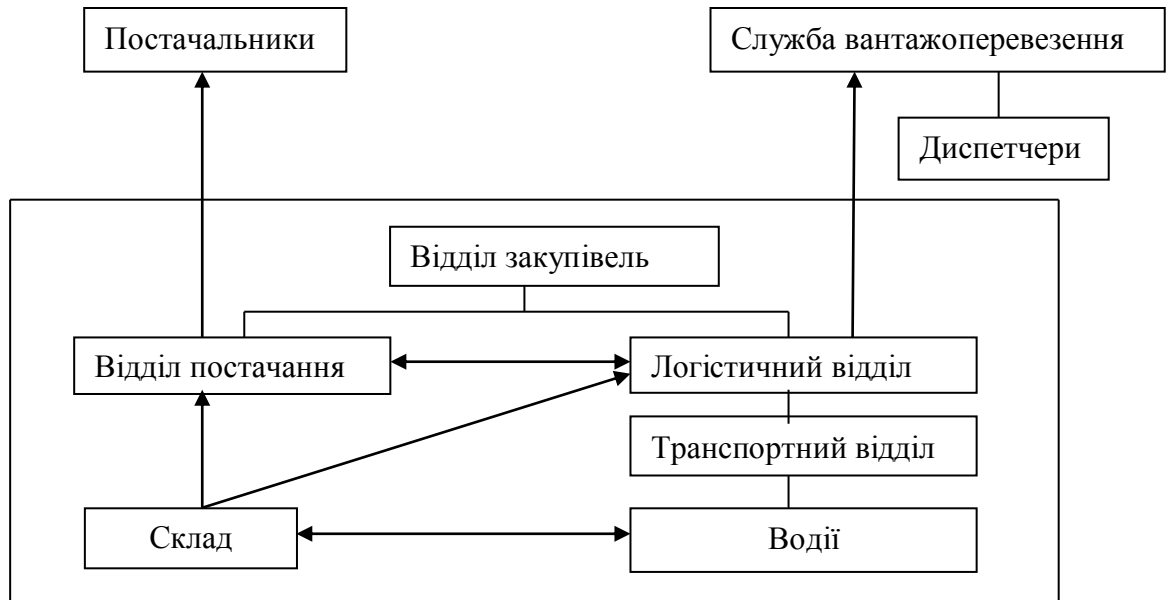 Постачальники
Служба вантажоперевезення
Диспетчери
Відділ закупівель
Відділ постачання
Логістичний відділ
Транспортний відділ
Склад
Водії